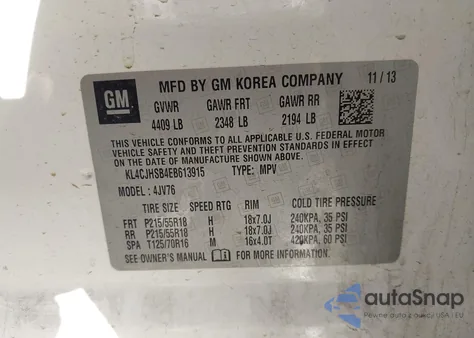 GM
MFD BY GM KOREA COMPANY 11/13
GVWR GAWR FRT GAWR RR
4409 LB 2348 LB 2194 LB
THIS VEHICLE CONFORMS TO ALL APPLICABLE U.S. FEDERAL MOTOR
VEHICLE SAFETY, BUMPER, AND THEFT PREVENTION STANDARDS IN
EFFECT ON THE DATE OF MANUFACTURE SHOWN ABOVE.
KL4CJHSB4EB613915 TYPE: MPV
MODEL: 4JV76
TIRE SIZE SPEED RTG RIM COLD TIRE PRESSURE
FRT P215/55R18 H 18x7.0J 240KPA, 35 PSI
RR P215/55R18 H 18x7.0J 240KPA, 35 PSI
SPA T125/70R16 M 16x4.0T 420KPA, 60 PSI
SEE OWNER'S MANUAL FOR MORE INFORMATION.
autoSnap